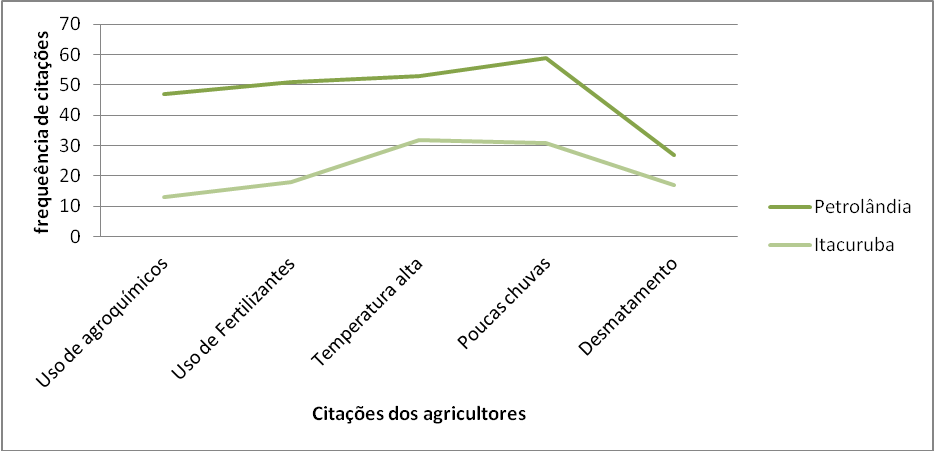 70
60
50
40
30
20
10
0
frequeência de citações
Uso de agroquímicos
Uso de Fertilizantes
Temperatura alta
Poucas chuvas
Desmatamento
Citações dos agricultores
Petrolândia
Itacuruba